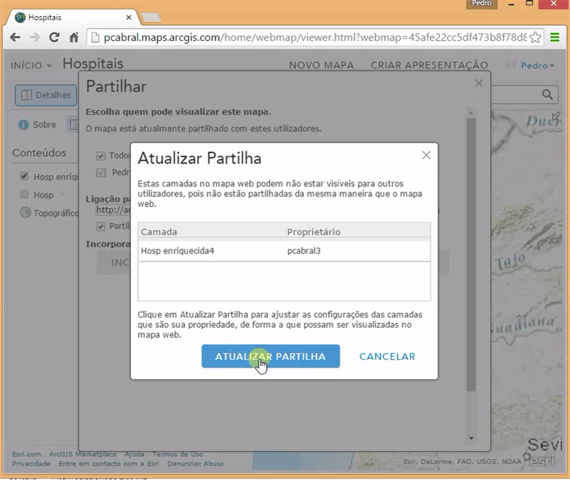 Pedro
Hospitais
pcabral.maps.arcgis.com/home/webmap/viewer.html?webmap=45afe22cc5df473b8f78d8
INÍCIO Hospitais NOVO MAPA CRIAR APRESENTAÇÃO Pedro
Detalhes
Sobre
Conteúdos
Hosp enriq
Hosp
Topográfico
Partilhar
Escolha quem pode visualizar este mapa.
O mapa está atualmente partilhado com estes utilizadores.
Todos
Pedr
Ligação p
http://ar
Partil
Incorpora
INC
Atualizar Partilha
Estas camadas no mapa web podem não estar visíveis para outros
utilizadores, pois não estão partilhadas da mesma maneira que o mapa
web.
Camada Proprietário
Hosp enriquecida4 pcabral3
Clique em Atualizar Partilha para ajustar as configurações das camadas
que são sua propriedade, de forma a que possam ser visualizadas no
mapa web.
ATUALIZAR PARTILHA CANCELAR
Duer
Guadiana
Sevi
Esri.com . ArcGIS Marketplace . Ajuda . Termos de Uso .
Privacidade . Entre em contacto com a Esri . Denunciar Abuso
Esri, DeLorme, FAO, USGS, NOAA
esri